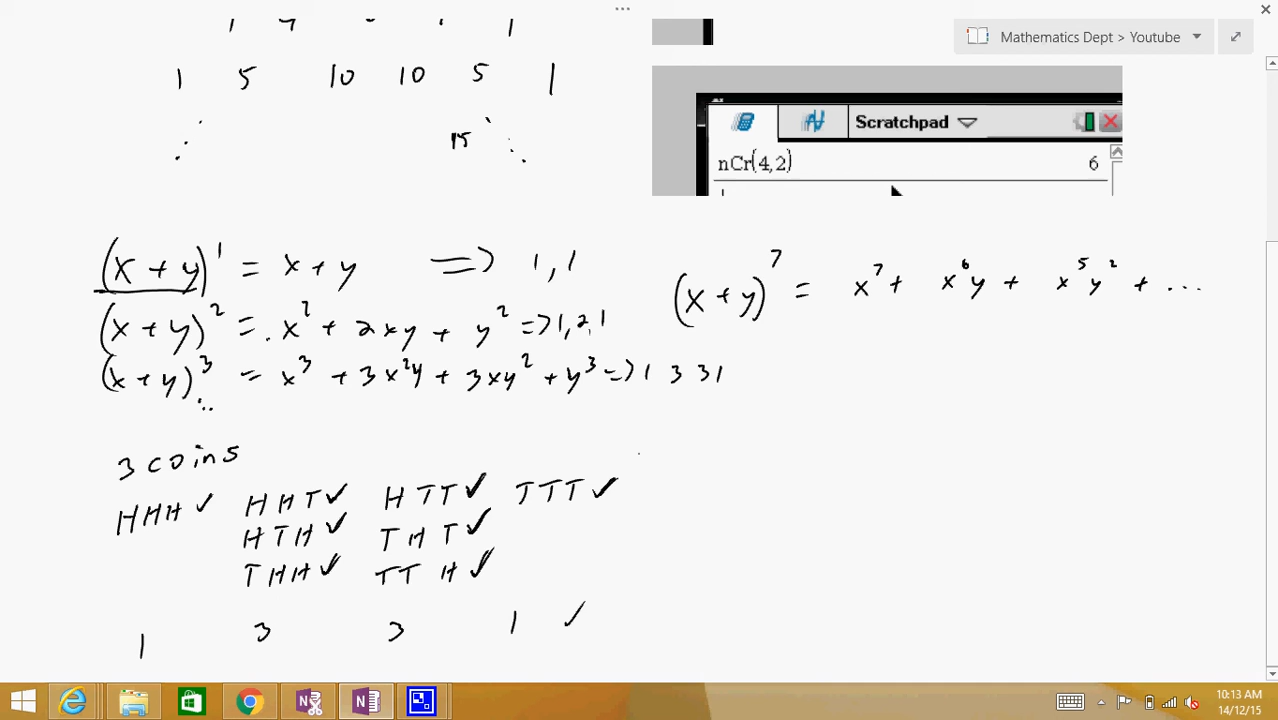 1 5 10 10 5 1
15
(x + y)¹ = x + y => 1, 1
(x + y)² = x² + 2xy + y² => 1, 2, 1
(x + y)³ = x³ + 3x²y + 3xy² + y³ => 1 3 3 1
3 coins
HHH ✓ HHT ✓ HTT ✓ TTT ✓
HTH ✓ THT ✓
THH ✓ TTH ✓
1 3 3 1 ✓
Mathematics Dept > Youtube
Scratchpad
nCr(4,2) 6
(x + y)⁷ = x⁷ + x⁶y + x⁵y² + ...
10:13 AM
14/12/15